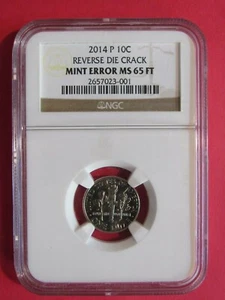 2014 P 10C
REVERSE DIE CRACK
MINT ERROR MS 65 FT
2657023-001
NGC